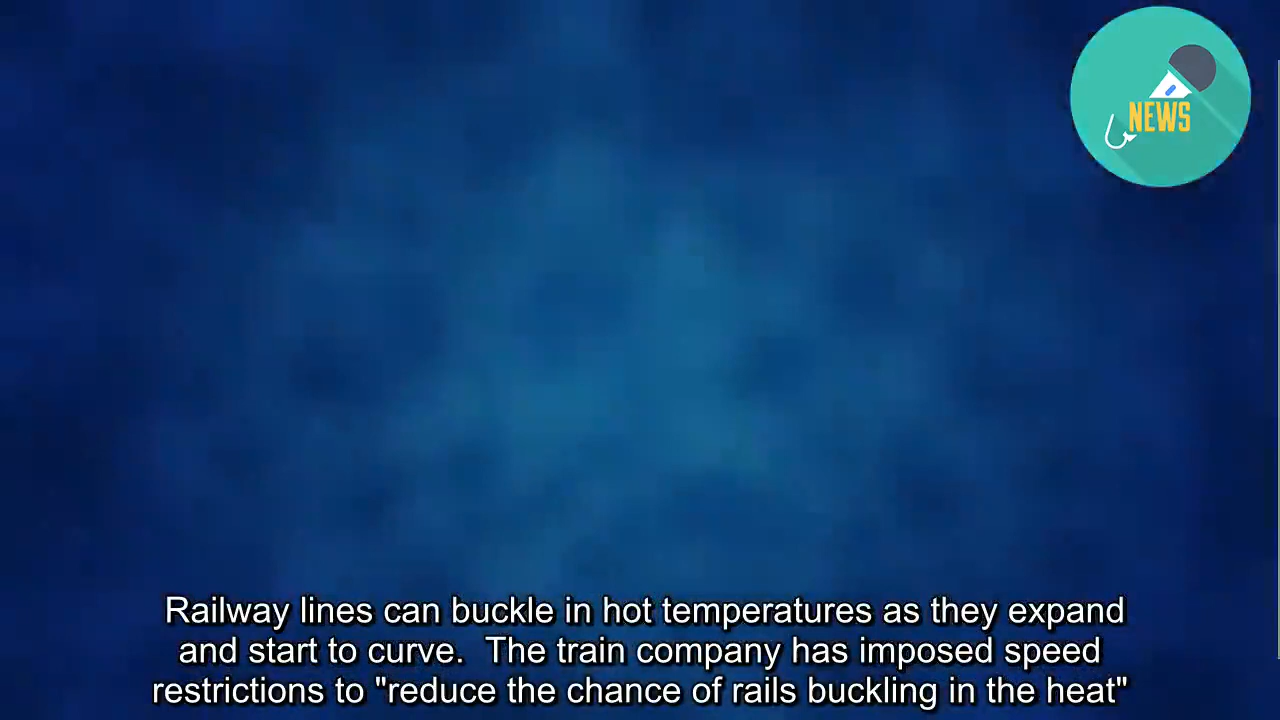 NEWS
Railway lines can buckle in hot temperatures as they expand
and start to curve.  The train company has imposed speed
restrictions to "reduce the chance of rails buckling in the heat"